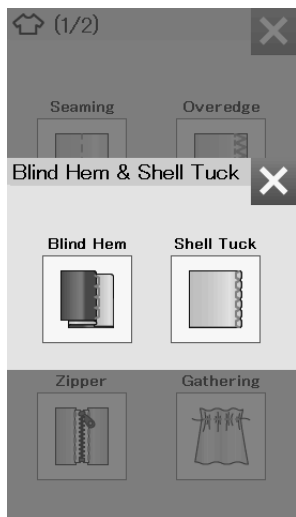 (1/2)
Seaming Overedge
Blind Hem & Shell Tuck
Blind Hem Shell Tuck
Zipper Gathering